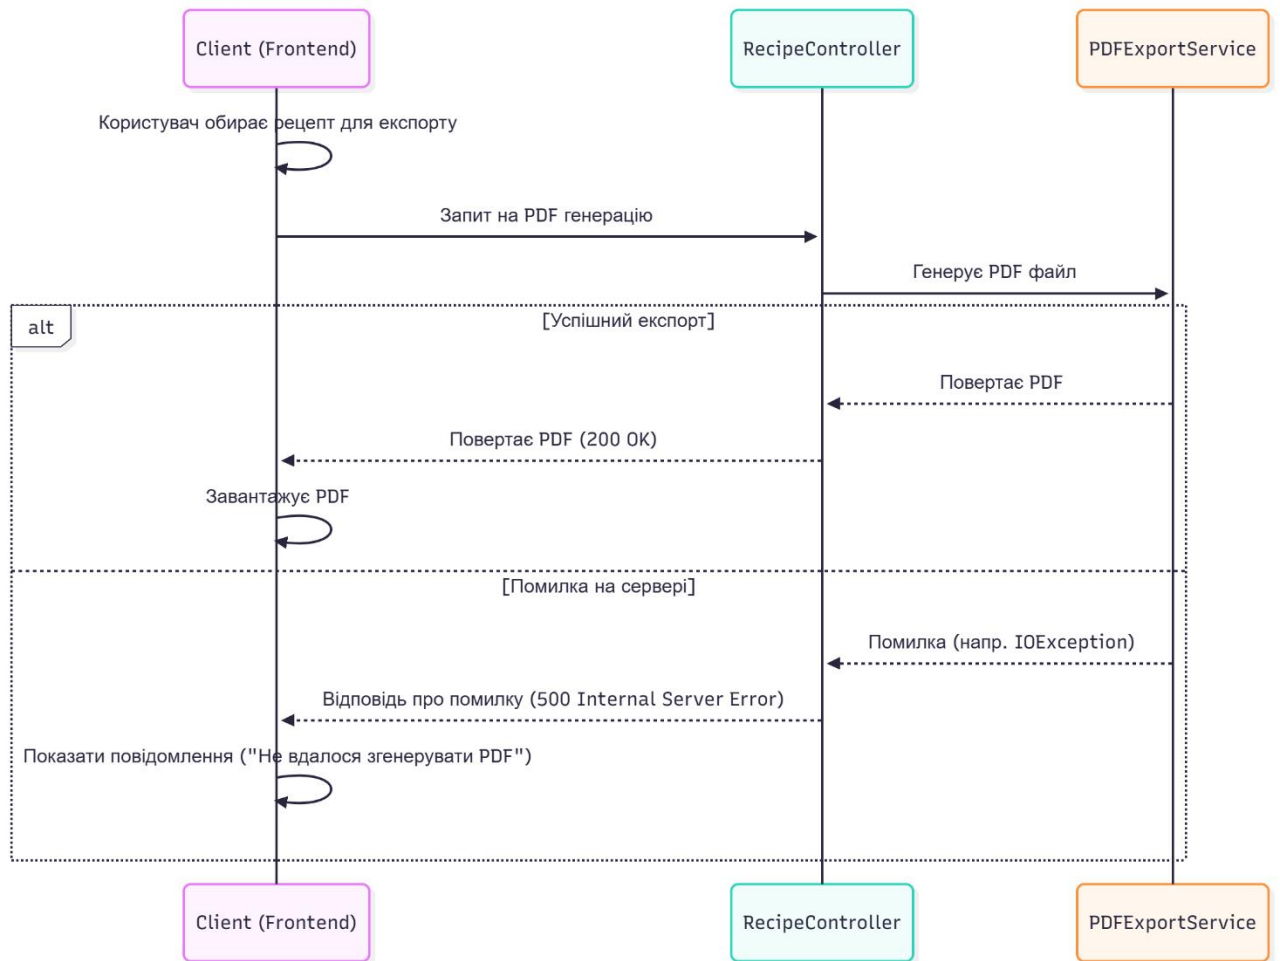 Client (Frontend)
RecipeController
PDFExportService
Користувач обирає рецепт для експорту
Запит на PDF генерацію
Генерує PDF файл
alt
[Успішний експорт]
Повертає PDF
Повертає PDF (200 OK)
Завантажує PDF
[Помилка на сервері]
Помилка (напр. IOException)
Відповідь про помилку (500 Internal Server Error)
Показати повідомлення ("Не вдалося згенерувати PDF")
Client (Frontend)
RecipeController
PDFExportService